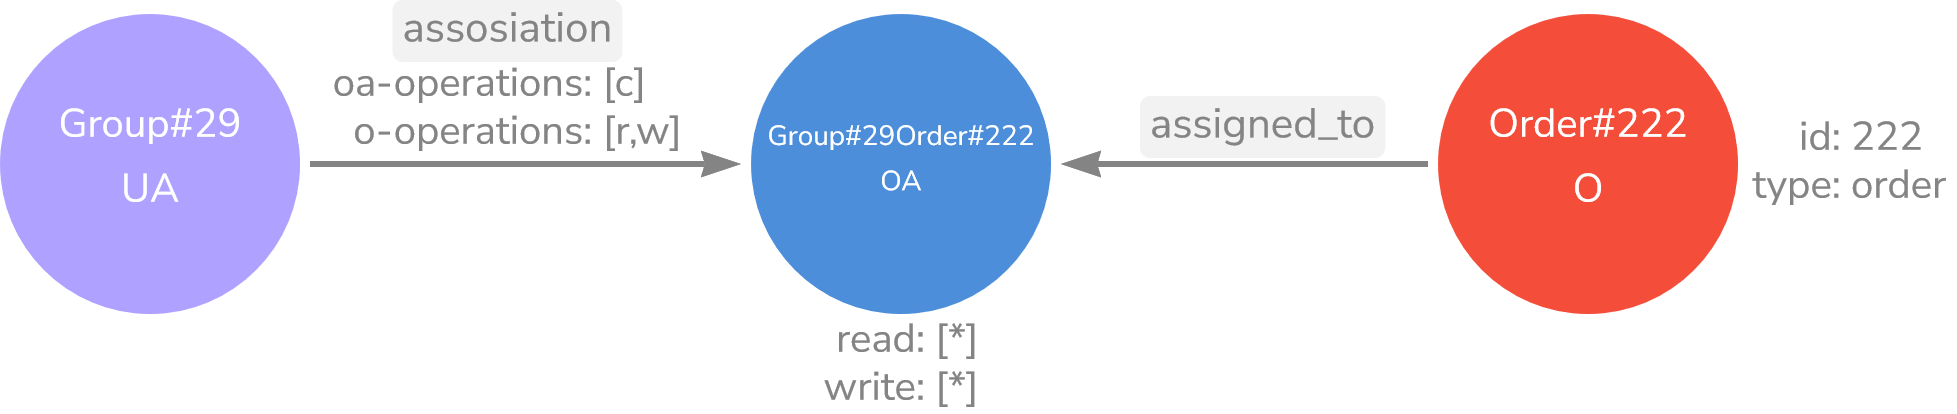 assosiation
oa-operations: [c]
o-operations: [r,w]
Group#29
UA
Group#29Order#222
OA
read: [*]
write: [*]
assigned_to
Order#222
O
id: 222
type: order